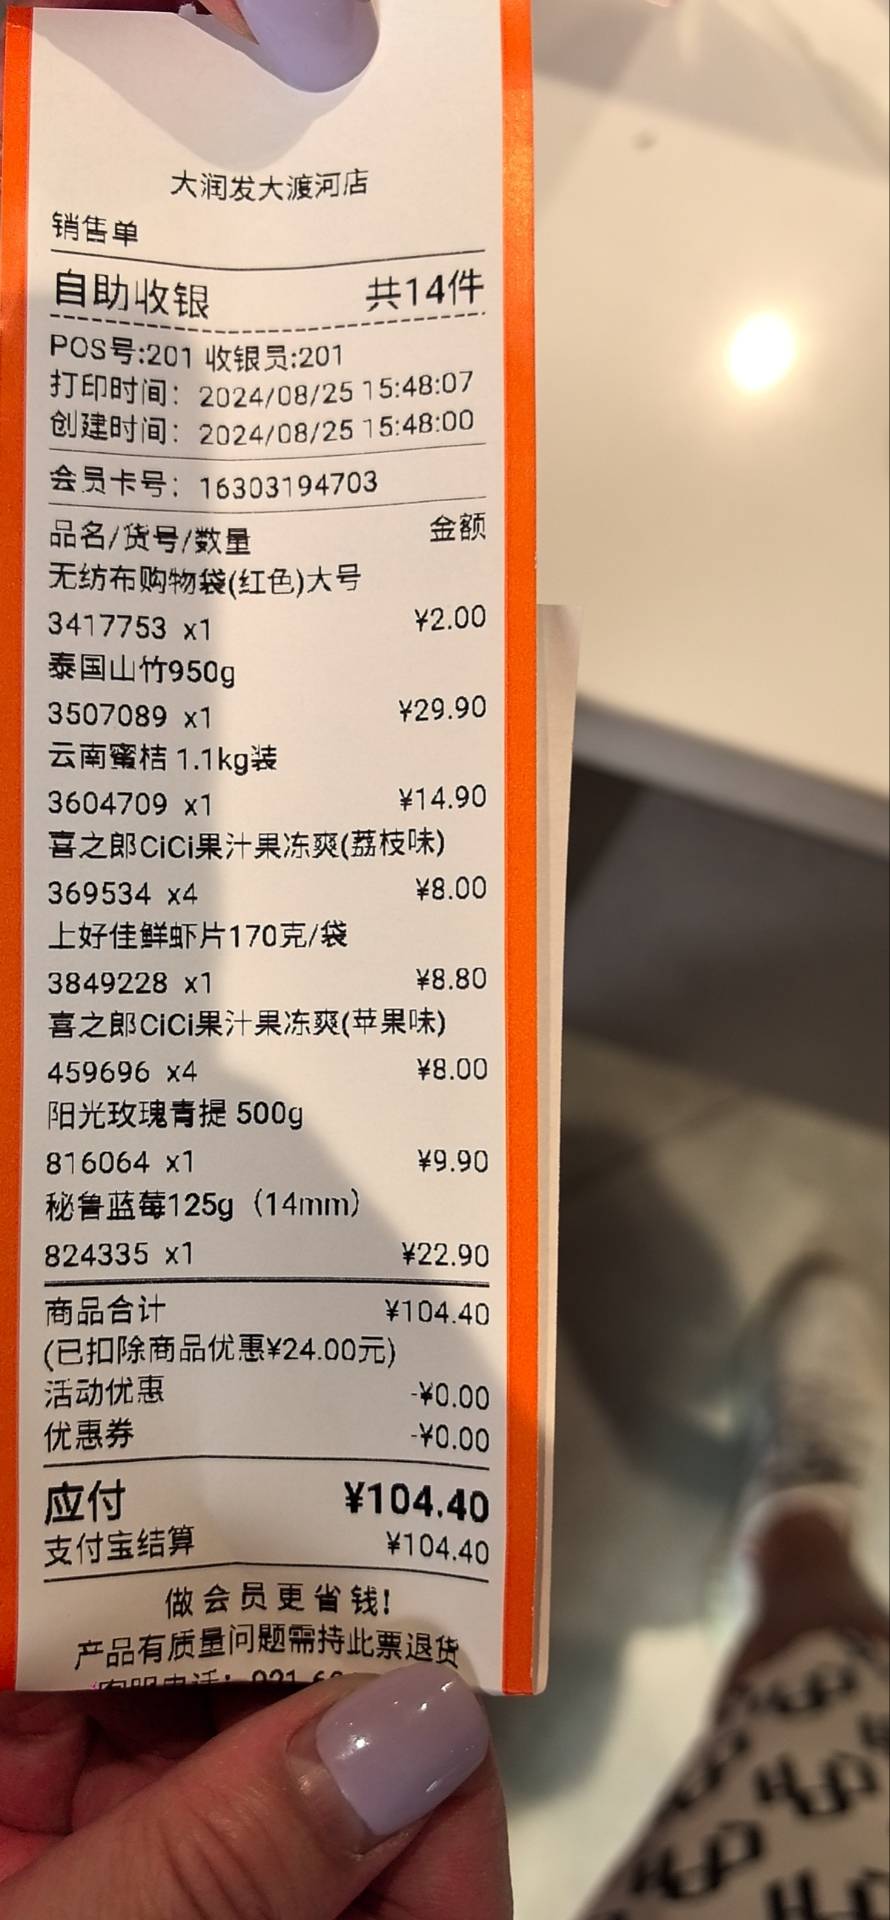 大润发大渡河店
销售单
自助收银 共14件
POS号:201 收银员:201
打印时间: 2024/08/25 15:48:07
创建时间: 2024/08/25 15:48:00
会员卡号: 16303194703
品名/货号/数量 金额
无纺布购物袋(红色)大号
3417753 x1 ¥2.00
泰国山竹950g
3507089 x1 ¥29.90
云南蜜桔 1.1kg装
3604709 x1 ¥14.90
喜之郎CiCi果汁果冻爽(荔枝味)
369534 x4 ¥8.00
上好佳鲜虾片170克/袋
3849228 x1 ¥8.80
喜之郎CiCi果汁果冻爽(苹果味)
459696 x4 ¥8.00
阳光玫瑰青提 500g
816064 x1 ¥9.90
秘鲁蓝莓125g（14mm）
824335 x1 ¥22.90
商品合计 ¥104.40
(已扣除商品优惠¥24.00元)
活动优惠 -¥0.00
优惠券 -¥0.00
应付 ¥104.40
支付宝结算 ¥104.40
做会员更省钱!
产品有质量问题需持此票退货